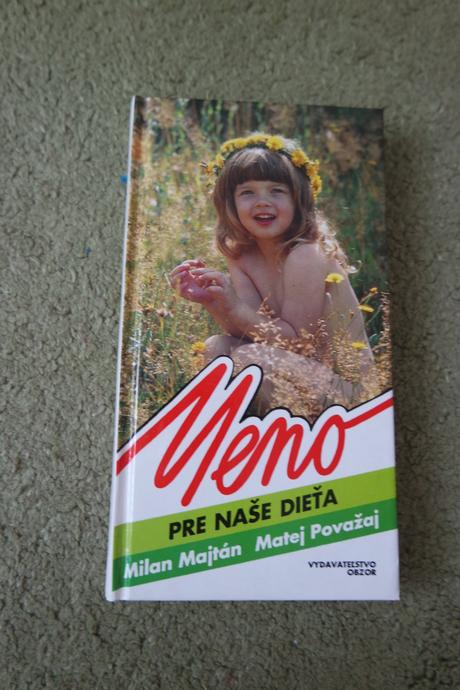 Meno
PRE NAŠE DIEŤA
Milan Majtán Matej Považaj
VYDAVATEĽSTVO
OBZOR